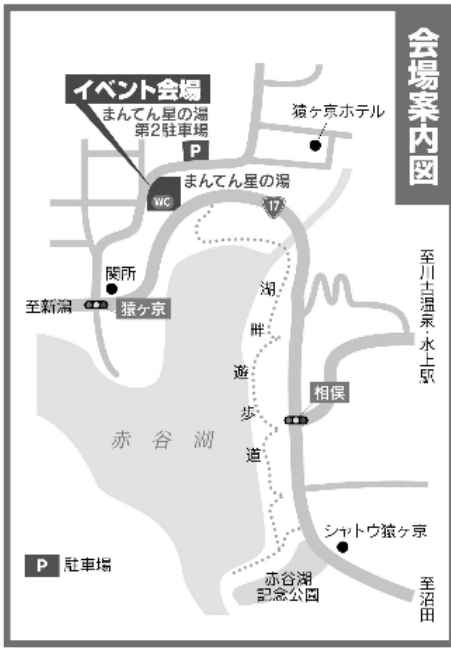 会場案内図
イベント会場
まんてん星の湯
第2駐車場
P
猿ヶ京ホテル
まんてん星の湯
WC
17
関所
至新潟
猿ヶ京
湖畔遊歩道
至川古温泉・水上駅
相俣
赤谷湖
シャトウ猿ヶ京
P 駐車場
赤谷湖
記念公園
至沼田